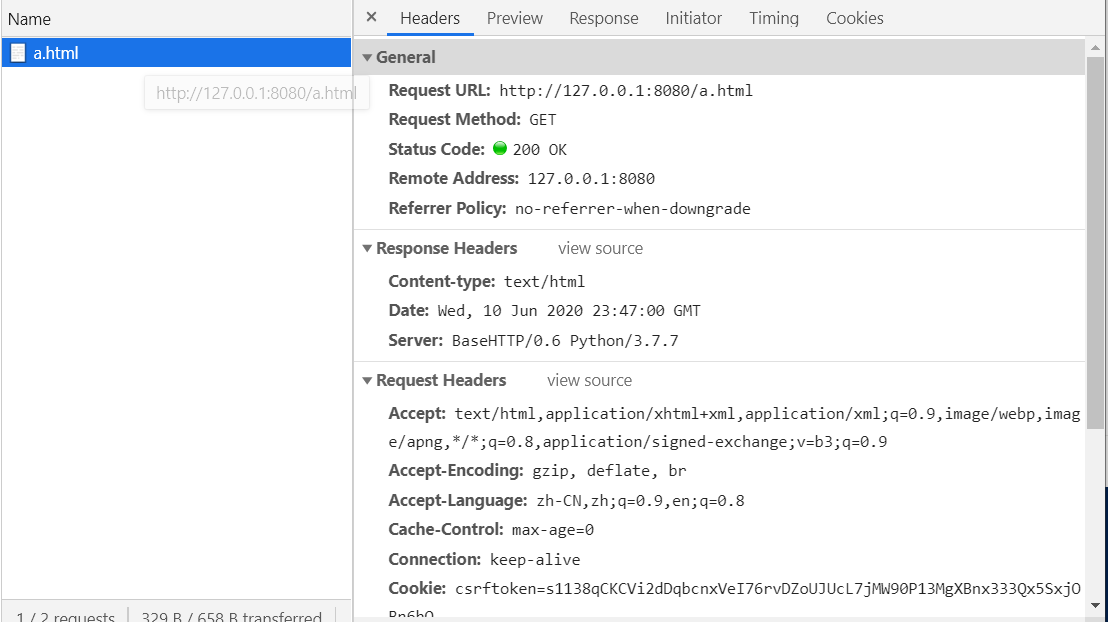 Name
a.html
http://127.0.0.1:8080/a.html
Headers Preview Response Initiator Timing Cookies
General
Request URL: http://127.0.0.1:8080/a.html
Request Method: GET
Status Code: 200 OK
Remote Address: 127.0.0.1:8080
Referrer Policy: no-referrer-when-downgrade
Response Headers view source
Content-type: text/html
Date: Wed, 10 Jun 2020 23:47:00 GMT
Server: BaseHTTP/0.6 Python/3.7.7
Request Headers view source
Accept: text/html,application/xhtml+xml,application/xml;q=0.9,image/webp,imag
e/apng,*/*;q=0.8,application/signed-exchange;v=b3;q=0.9
Accept-Encoding: gzip, deflate, br
Accept-Language: zh-CN,zh;q=0.9,en;q=0.8
Cache-Control: max-age=0
Connection: keep-alive
Cookie: csrftoken=s1138qCKCVi2dDqbcnxVeI76rvDZoUJUcL7jMW90P13MgXBnx333Qx5SxjO
1 / 2 requests 329 B / 658 B transferred